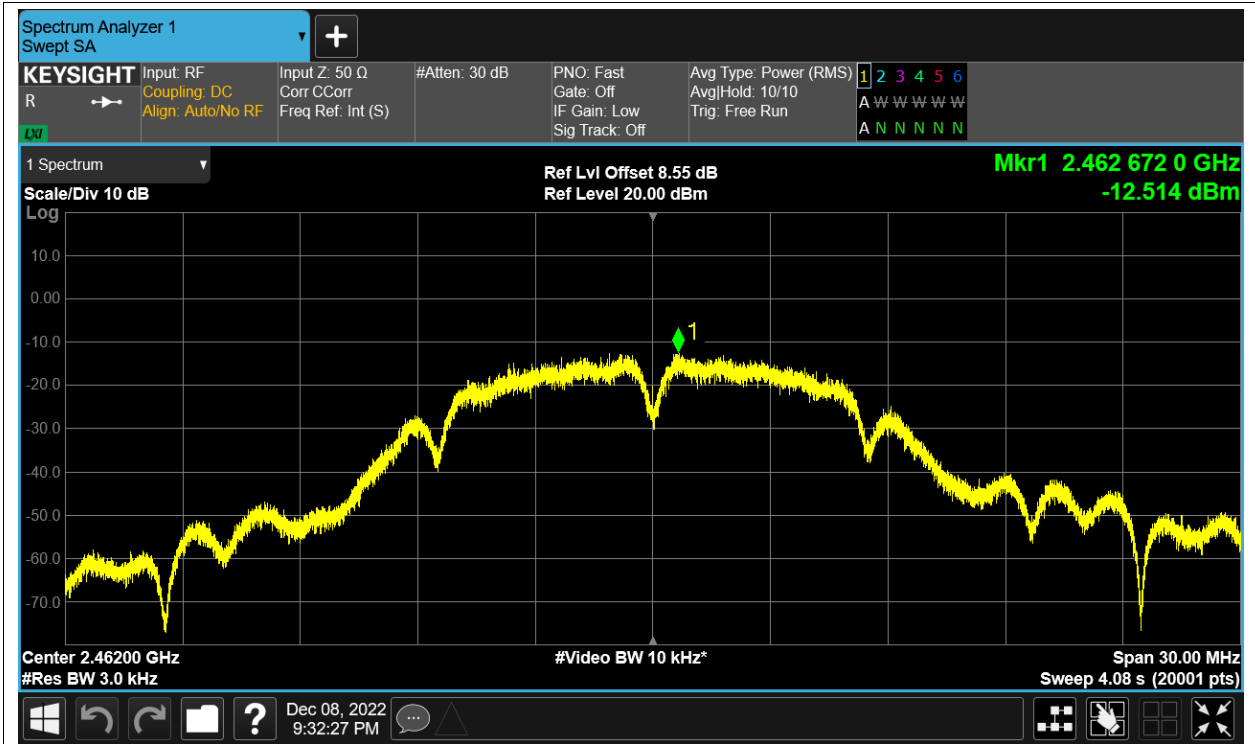 Spectrum Analyzer 1
Swept SA
KEYSIGHT
R
LXI
Input: RF
Coupling: DC
Align: Auto/No RF
Input Z: 50 Ω
Corr CCorr
Freq Ref: Int (S)
#Atten: 30 dB
PNO: Fast
Gate: Off
IF Gain: Low
Sig Track: Off
Avg Type: Power (RMS)
Avg|Hold: 10/10
Trig: Free Run
1 2 3 4 5 6
A W W W W W
A N N N N N
1 Spectrum
Scale/Div 10 dB
Log
Ref Lvl Offset 8.55 dB
Ref Level 20.00 dBm
Mkr1 2.462 672 0 GHz
-12.514 dBm
10.0
0.00
-10.0
-20.0
-30.0
-40.0
-50.0
-60.0
-70.0
1
Center 2.46200 GHz
#Video BW 10 kHz*
Span 30.00 MHz
#Res BW 3.0 kHz
Sweep 4.08 s (20001 pts)
?
Dec 08, 2022
9:32:27 PM